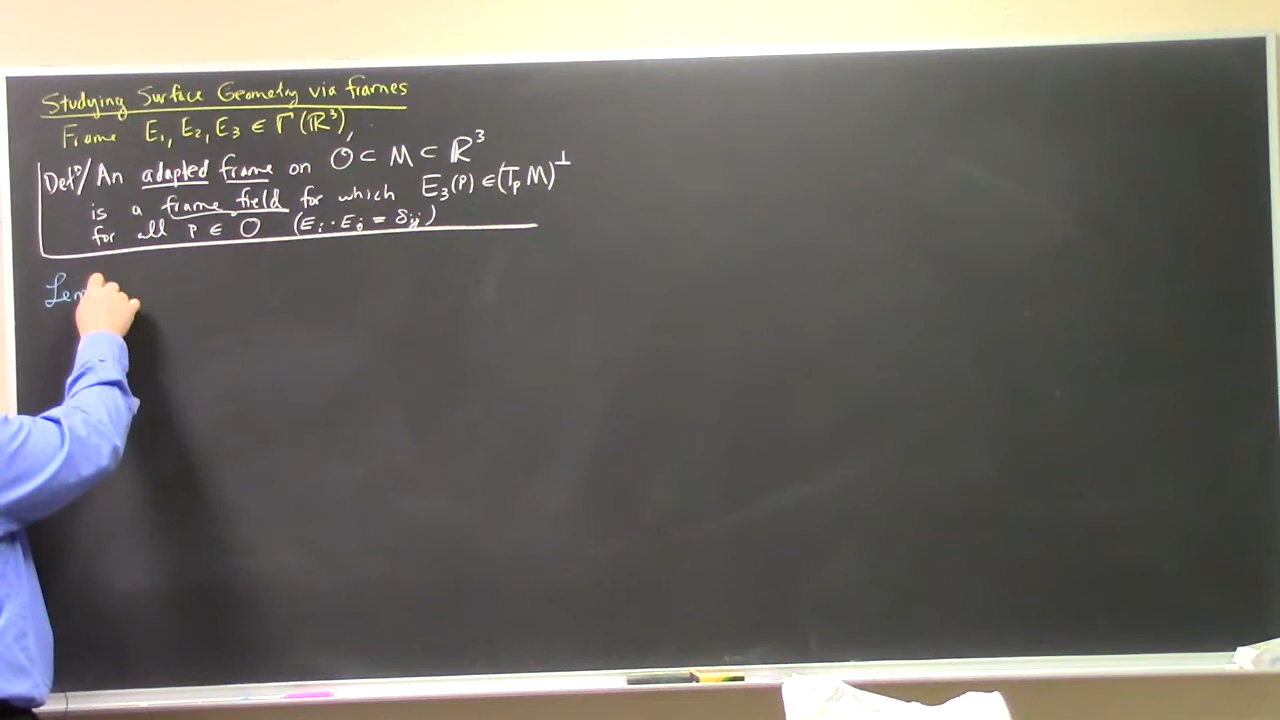 Studying Surface Geometry via frames
Frame E₁, E₂, E₃ ∈ Γ(ℝ³),
Defⁿ/ An adapted frame on O ⊂ M ⊂ ℝ³
is a frame field for which E₃(p) ∈ (TₚM)^⊥
for all p ∈ O (Eᵢ · Eⱼ = δᵢⱼ)
Lem